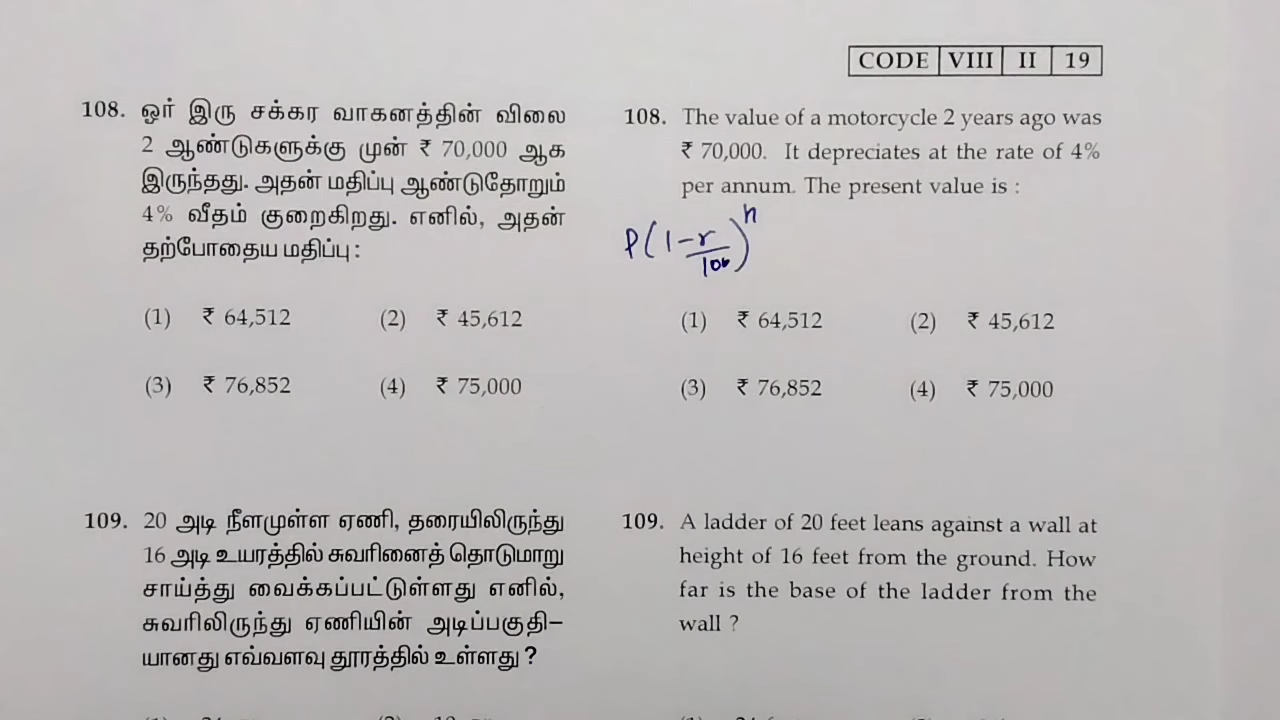 CODE VIII II 19
108. ஓர் இரு சக்கர வாகனத்தின் விலை
2 ஆண்டுகளுக்கு முன் ₹ 70,000 ஆக
இருந்தது. அதன் மதிப்பு ஆண்டுதோறும்
4% வீதம் குறைகிறது. எனில், அதன்
தற்போதைய மதிப்பு :
(1) ₹ 64,512 (2) ₹ 45,612
(3) ₹ 76,852 (4) ₹ 75,000
109. 20 அடி நீளமுள்ள ஏணி, தரையிலிருந்து
16 அடி உயரத்தில் சுவரினைத் தொடுமாறு
சாய்த்து வைக்கப்பட்டுள்ளது எனில்,
சுவரிலிருந்து ஏணியின் அடிப்பகுதி–
யானது எவ்வளவு தூரத்தில் உள்ளது ?
108. The value of a motorcycle 2 years ago was
₹ 70,000. It depreciates at the rate of 4%
per annum. The present value is :
P(1-r/100)^n
(1) ₹ 64,512 (2) ₹ 45,612
(3) ₹ 76,852 (4) ₹ 75,000
109. A ladder of 20 feet leans against a wall at
height of 16 feet from the ground. How
far is the base of the ladder from the
wall ?